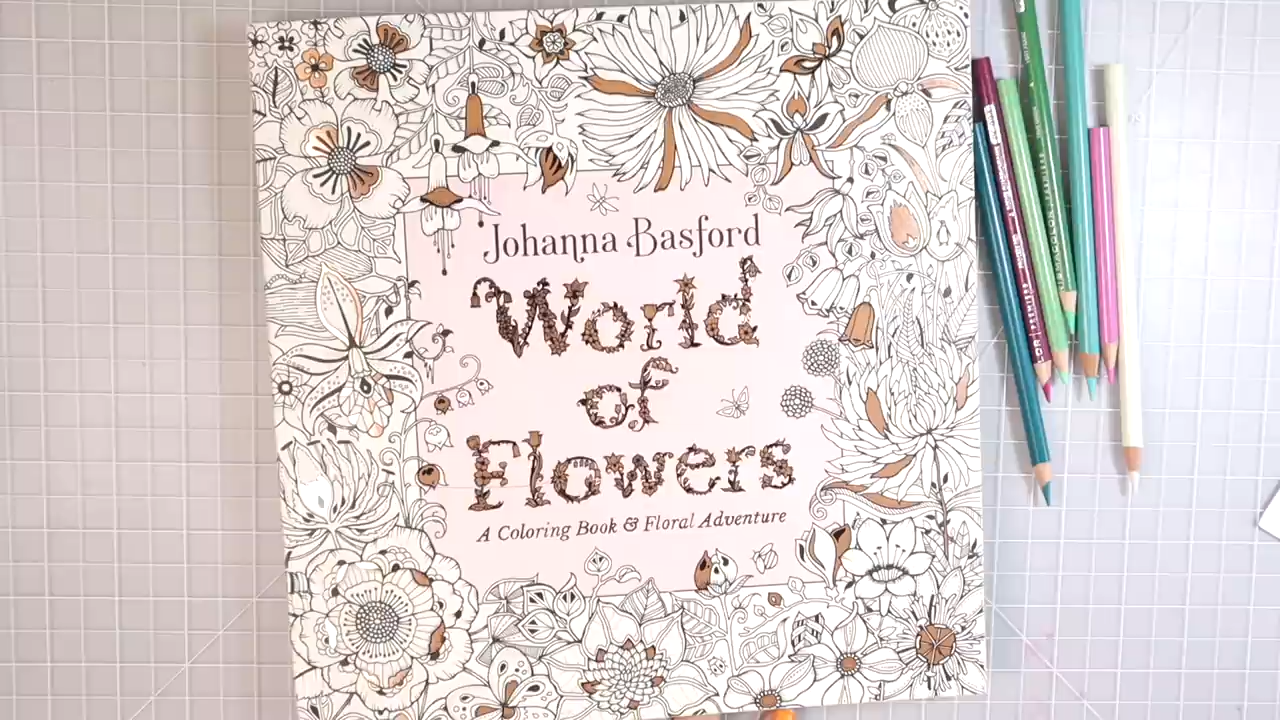 Johanna Basford
World
of
Flowers
A Coloring Book & Floral Adventure